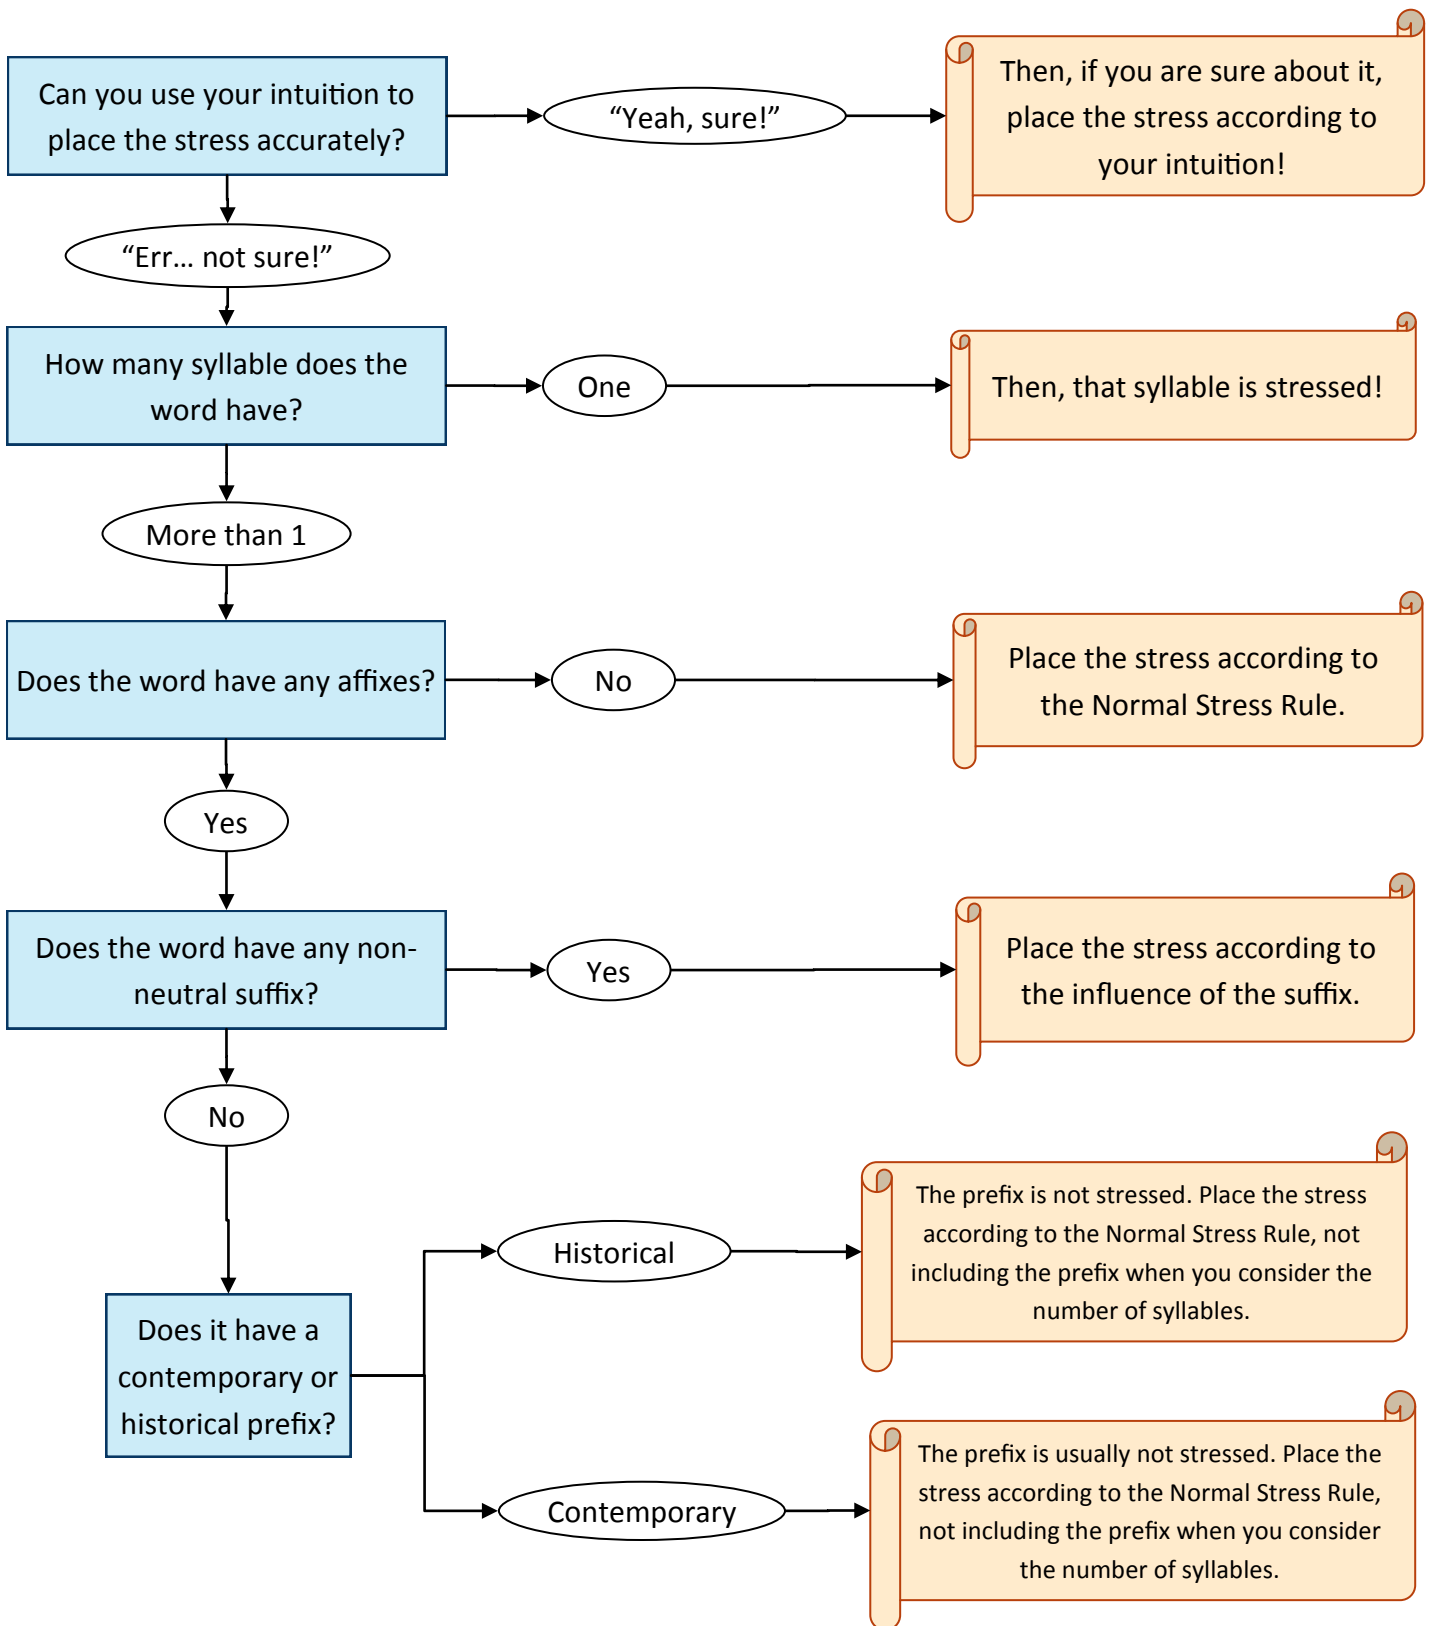 Can you use your intuition to
place the stress accurately?
“Yeah, sure!”
Then, if you are sure about it,
place the stress according to
your intuition!
“Err… not sure!”
How many syllable does the
word have?
One
Then, that syllable is stressed!
More than 1
Does the word have any affixes?
No
Place the stress according to
the Normal Stress Rule.
Yes
Does the word have any non-
neutral suffix?
Yes
Place the stress according to
the influence of the suffix.
No
Does it have a
contemporary or
historical prefix?
Historical
The prefix is not stressed. Place the stress
according to the Normal Stress Rule, not
including the prefix when you consider the
number of syllables.
Contemporary
The prefix is usually not stressed. Place the
stress according to the Normal Stress Rule,
not including the prefix when you consider
the number of syllables.